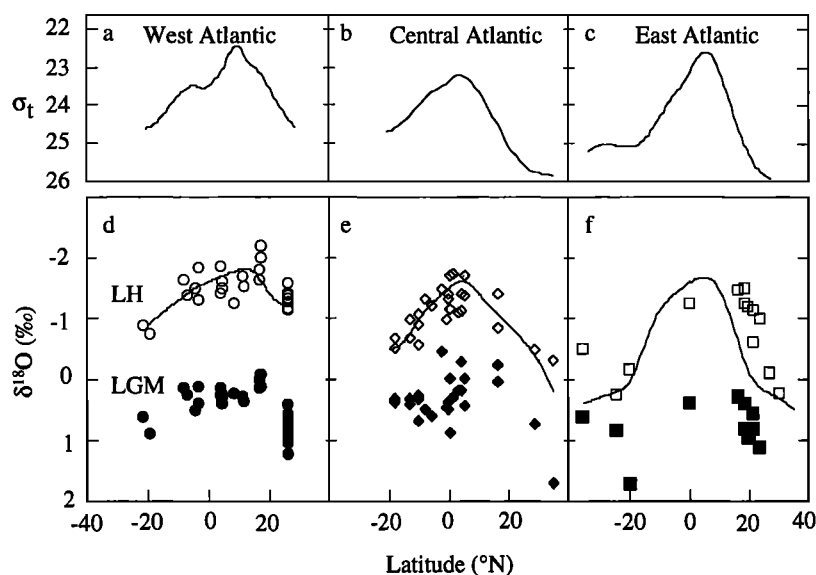 22
23
24
25
26
σt
a West Atlantic
b Central Atlantic
c East Atlantic
-2
-1
0
1
2
δ18O (‰)
d
e
f
LH
LGM
-40 -20 0 20
-20 0 20
-20 0 20 40
Latitude (°N)